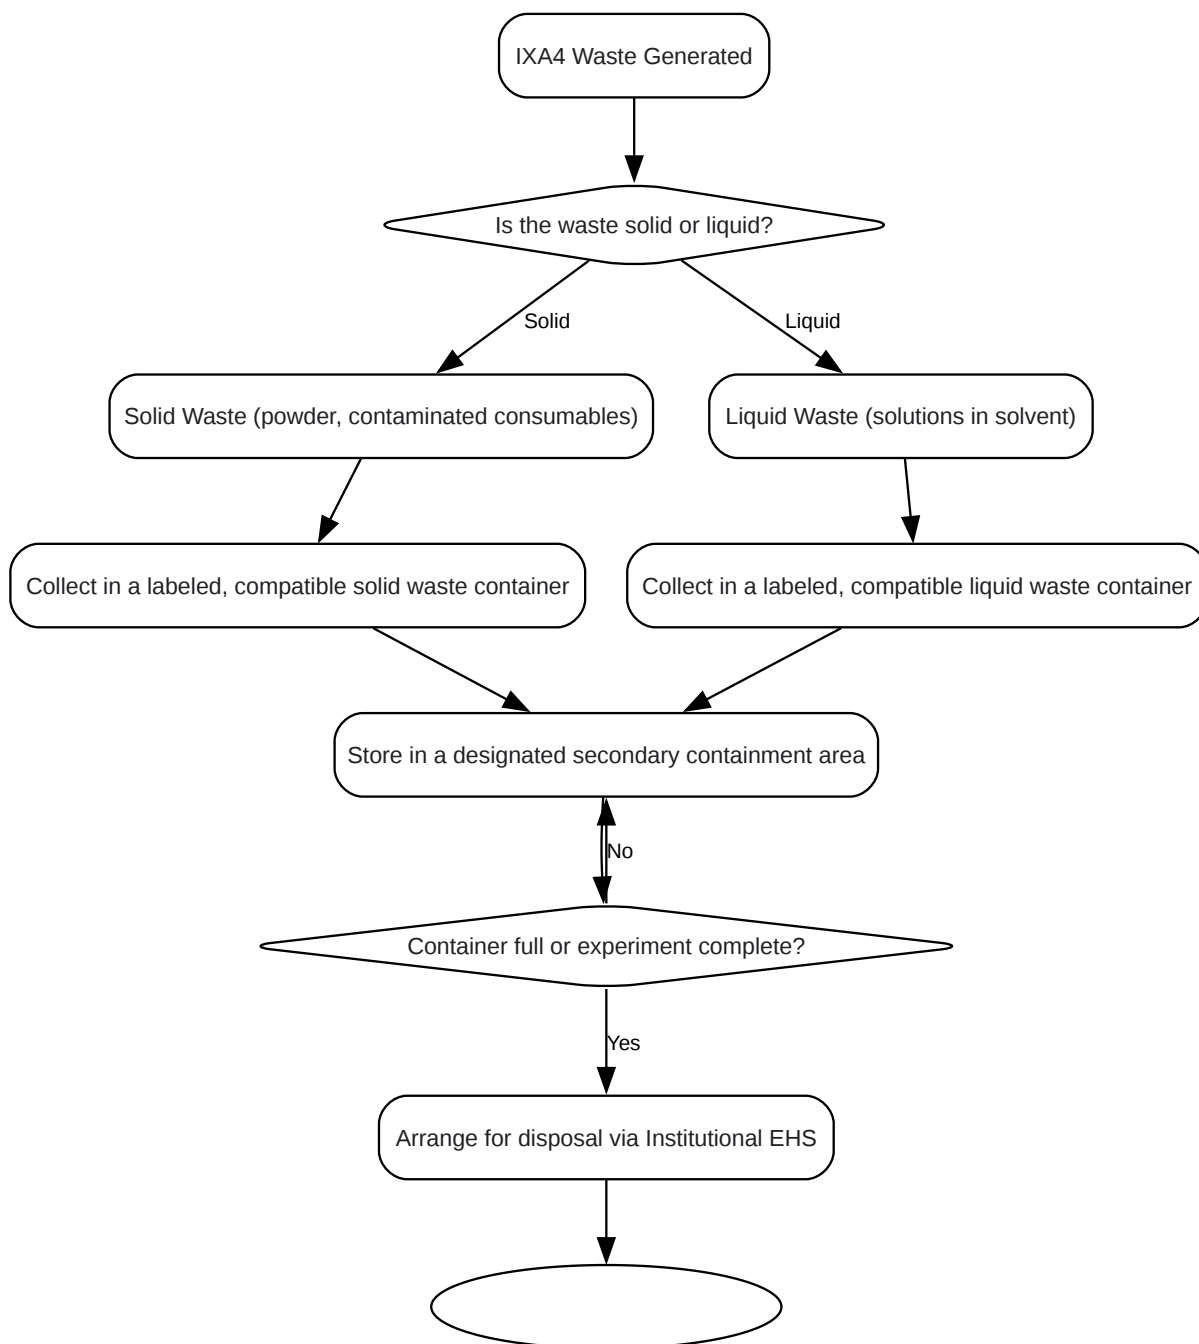 IXA4 Waste Generated
Is the waste solid or liquid?
Solid
Liquid
Solid Waste (powder, contaminated consumables)
Liquid Waste (solutions in solvent)
Collect in a labeled, compatible solid waste container
Collect in a labeled, compatible liquid waste container
Store in a designated secondary containment area
No
Container full or experiment complete?
Yes
Arrange for disposal via Institutional EHS